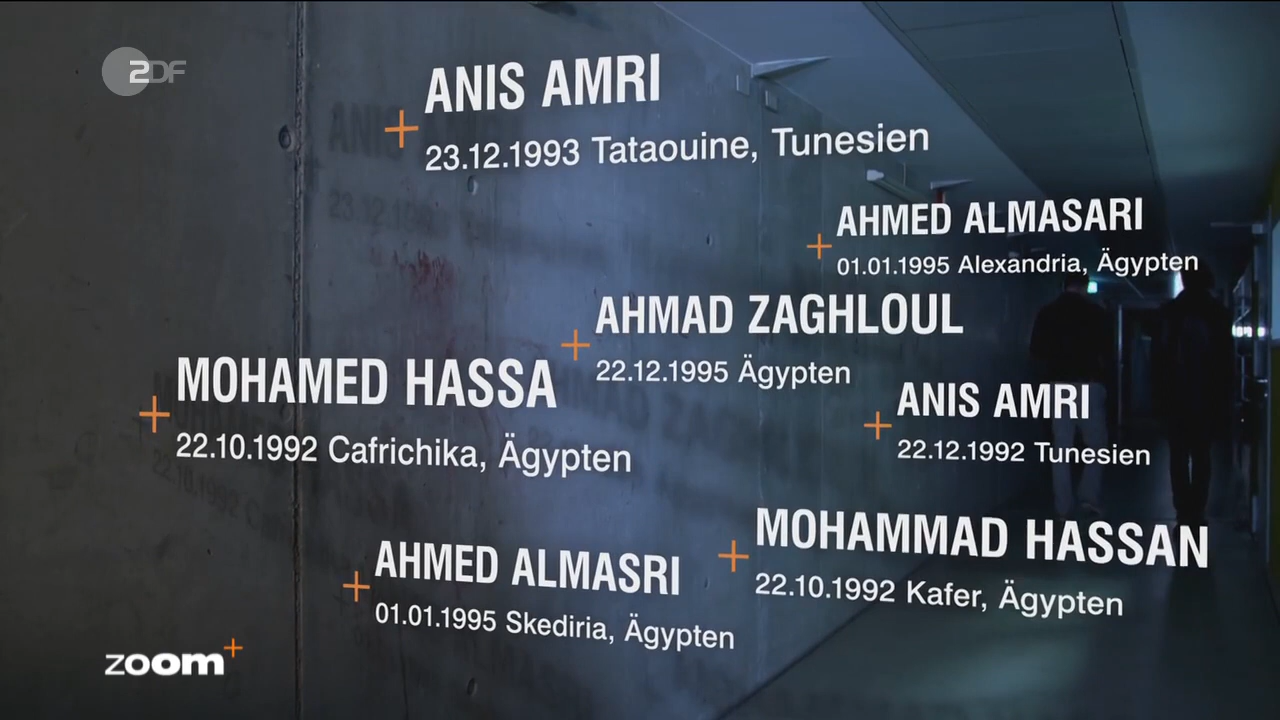 2DF
ANIS AMRI
23.12.1993 Tataouine, Tunesien
AHMED ALMASARI
01.01.1995 Alexandria, Ägypten
AHMAD ZAGHLOUL
22.12.1995 Ägypten
MOHAMED HASSA
22.10.1992 Cafrichika, Ägypten
ANIS AMRI
22.12.1992 Tunesien
MOHAMMAD HASSAN
22.10.1992 Kafer, Ägypten
AHMED ALMASRI
01.01.1995 Skediria, Ägypten
zoom+